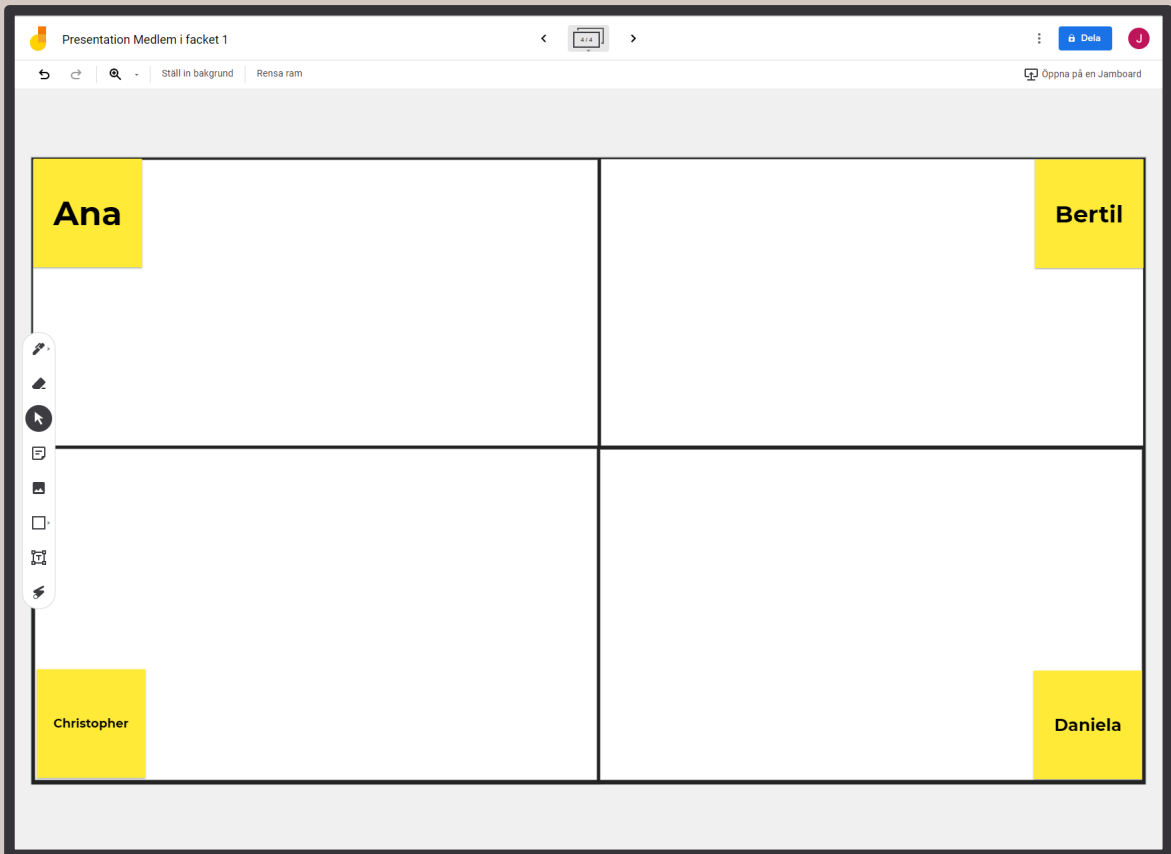 Presentation Medlem i facket 1
4 / 4
Dela
J
Ställ in bakgrund
Rensa ram
Öppna på en Jamboard
Ana
Bertil
T
Christopher
Daniela